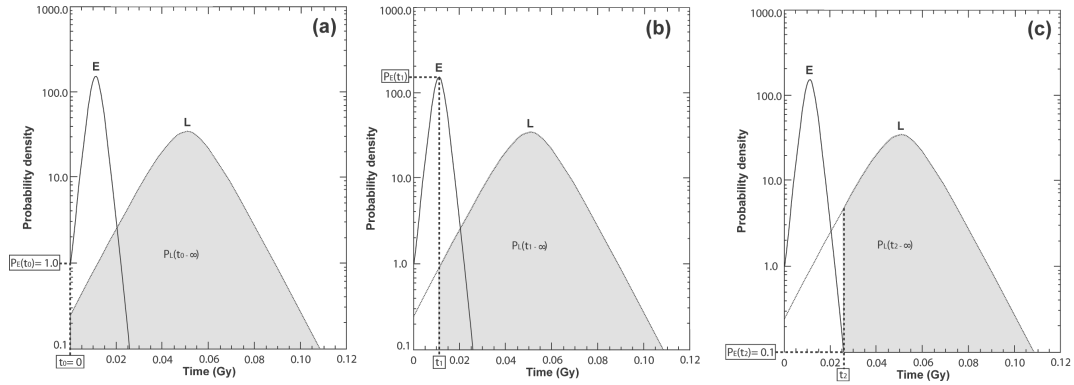 (a)
1000.0
100.0
10.0
1.0
0.1
Probability density
E
L
PE(t0)= 1.0
PL(t0 - ∞)
t0=0
0.02
0.04
0.06
0.08
0.10
0.12
Time (Gy)
(b)
1000.0
100.0
10.0
1.0
0.1
Probability density
PE(t1)
E
L
PL(t1 - ∞)
0
t1
0.02
0.04
0.06
0.08
0.10
0.12
Time (Gy)
(c)
1000.0
100.0
10.0
1.0
0.1
Probability density
E
L
PL(t2 - ∞)
PE(t2)= 0.1
0
0.02
t2
0.04
0.06
0.08
0.10
0.12
Time (Gy)